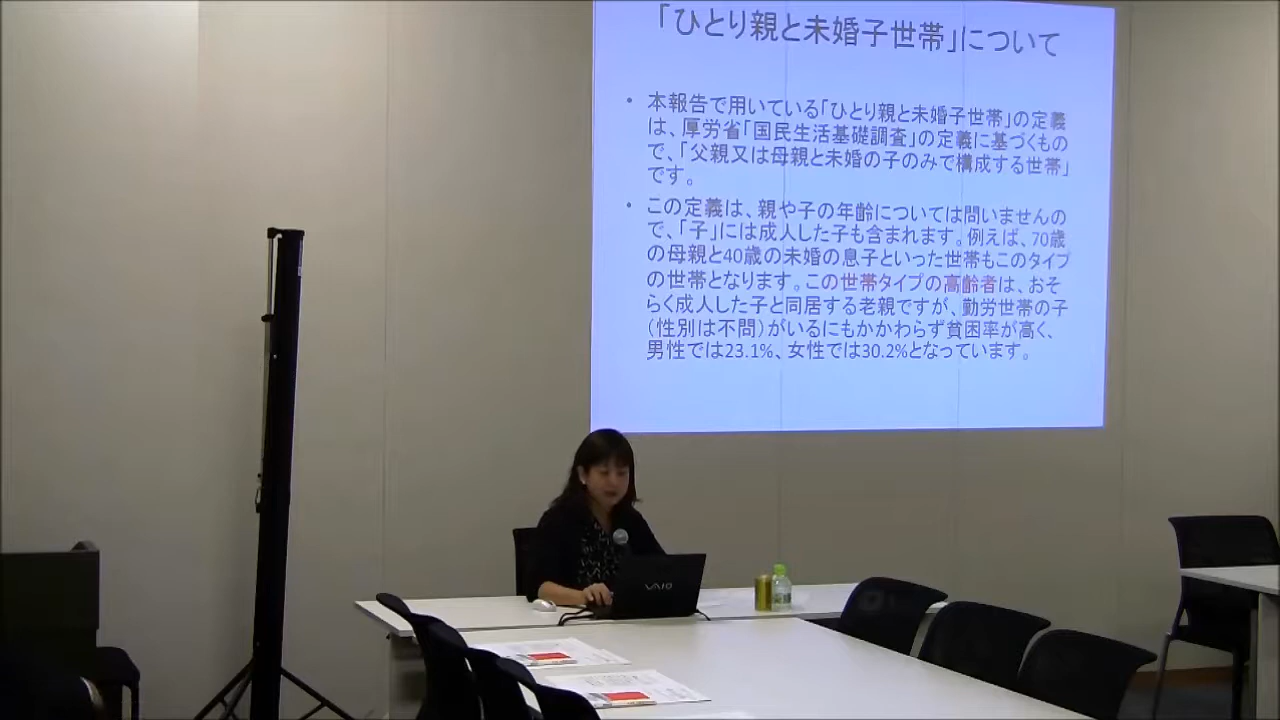 「ひとり親と未婚子世帯」について
• 本報告で用いている「ひとり親と未婚子世帯」の定義
は、厚労省「国民生活基礎調査」の定義に基づくもの
で、「父親又は母親と未婚の子のみで構成する世帯」
です。
• この定義は、親や子の年齢については問いませんの
で、「子」には成人した子も含まれます。例えば、70歳
の母親と40歳の未婚の息子といった世帯もこのタイプ
の世帯となります。この世帯タイプの高齢者は、おそ
らく成人した子と同居する老親ですが、勤労世帯の子
（性別は不問）がいるにもかかわらず貧困率が高く、
男性では23.1%、女性では30.2%となっています。
VAIO